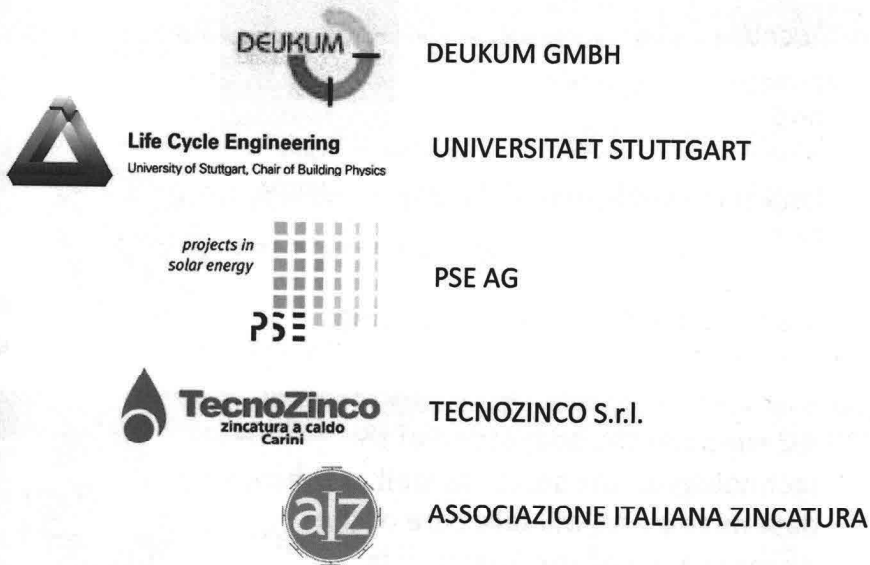 DEUKUM
DEUKUM GMBH
Life Cycle Engineering
University of Stuttgart, Chair of Building Physics
UNIVERSITAET STUTTGART
projects in
solar energy
PSE
PSE AG
TecnoZinco
zincatura a caldo
Carini
TECNOZINCO S.r.l.
a|z
ASSOCIAZIONE ITALIANA ZINCATURA